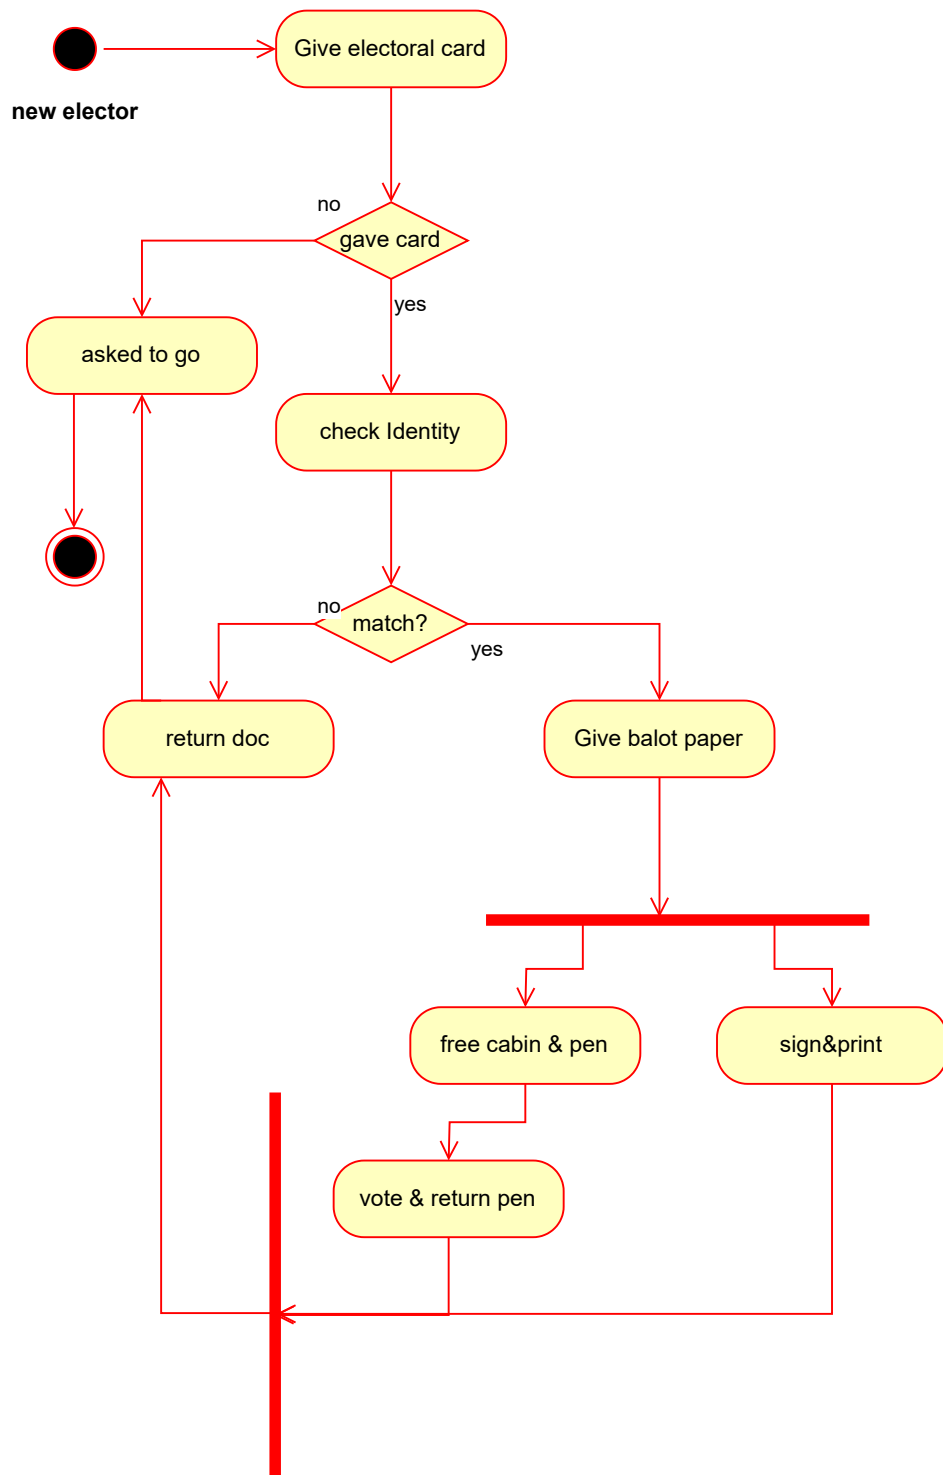 Give electoral card
new elector
no
gave card
yes
asked to go
check Identity
no
match?
yes
return doc
Give balot paper
free cabin & pen
sign&print
vote & return pen